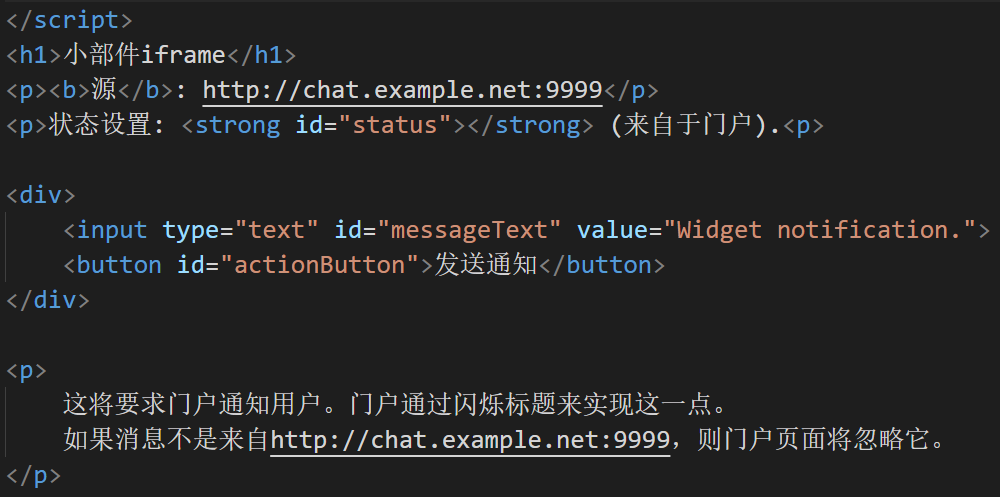 </script>
<h1>小部件iframe</h1>
<p><b>源</b>: http://chat.example.net:9999</p>
<p>状态设置: <strong id="status"></strong> (来自于门户).<p>
<div>
<input type="text" id="messageText" value="Widget notification.">
<button id="actionButton">发送通知</button>
</div>
<p>
这将要求门户通知用户。门户通过闪烁标题来实现这一点。
如果消息不是来自http://chat.example.net:9999，则门户页面将忽略它。
</p>